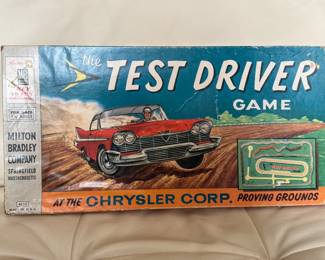 the
TEST DRIVER
GAME
MILTON
BRADLEY
COMPANY
SPRINGFIELD
MASSACHUSETTS
AT THE CHRYSLER CORP. PROVING GROUNDS